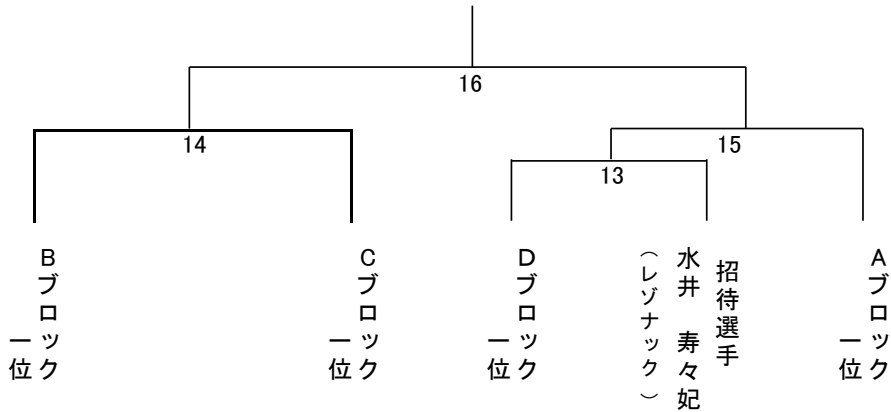 16
14
15
13
Bブロック
一位
Cブロック
一位
Dブロック
一位
招待選手
水井 寿々妃
（レゾナック）
Aブロック
一位